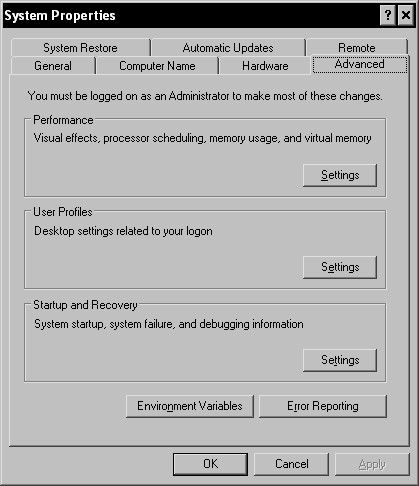 System Properties
System Restore Automatic Updates Remote
General Computer Name Hardware Advanced
You must be logged on as an Administrator to make most of these changes.
Performance
Visual effects, processor scheduling, memory usage, and virtual memory
Settings
User Profiles
Desktop settings related to your logon
Settings
Startup and Recovery
System startup, system failure, and debugging information
Settings
Environment Variables Error Reporting
OK Cancel Apply